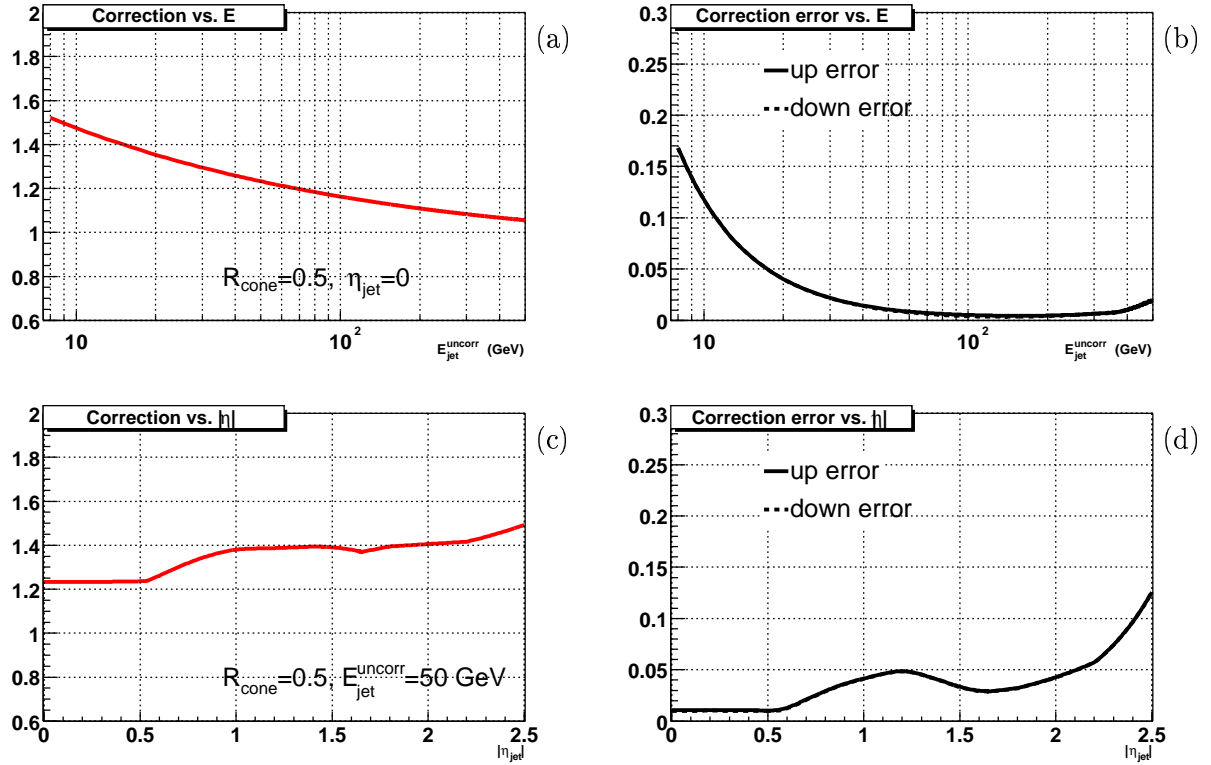 Correction vs. E
(a)
2
1.8
1.6
1.4
1.2
1
0.8
0.6
R_cone=0.5, η_jet=0
10
10²
E_jet^uncorr (GeV)
Correction error vs. E
(b)
0.3
0.25
0.2
0.15
0.1
0.05
0
up error
down error
10
10²
E_jet^uncorr (GeV)
Correction vs. |η|
(c)
2
1.8
1.6
1.4
1.2
1
0.8
0.6
R_cone=0.5, E_jet^uncorr=50 GeV
0 0.5 1 1.5 2 2.5
|η_jet|
Correction error vs. |η|
(d)
0.3
0.25
0.2
0.15
0.1
0.05
0
up error
down error
0 0.5 1 1.5 2 2.5
|η_jet|